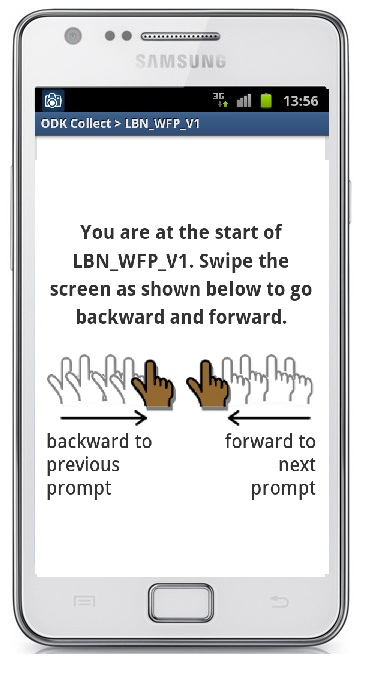 SAMSUNG
3G
13:56
ODK Collect > LBN_WFP_V1
You are at the start of
LBN_WFP_V1. Swipe the
screen as shown below to go
backward and forward.
backward to
previous
prompt
forward to
next
prompt